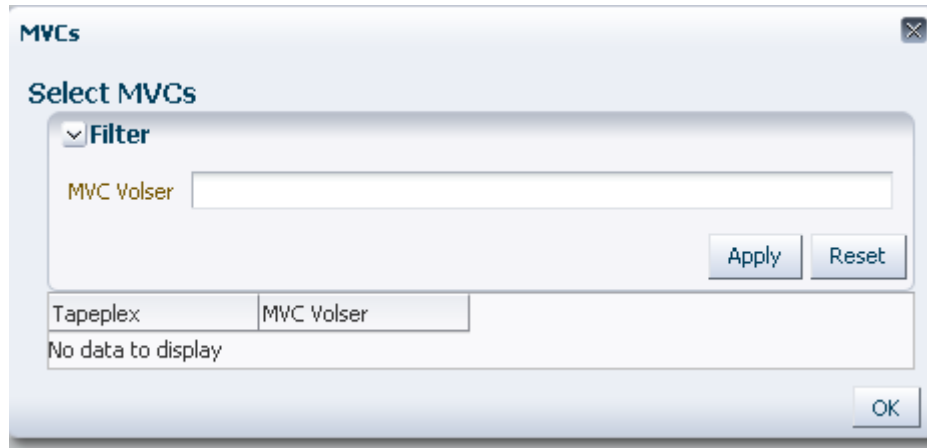 MVCs
Select MVCs
Filter
MVC Volser
Apply Reset
Tapeplex MVC Volser
No data to display
OK